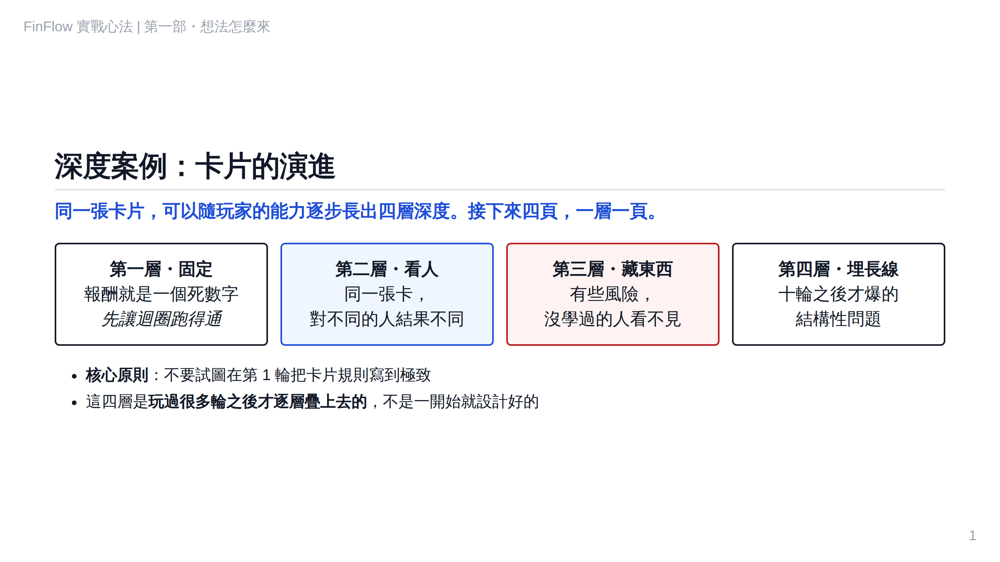 FinFlow 實戰心法 | 第一部・想法怎麼來
深度案例：卡片的演進
同一張卡片，可以隨玩家的能力逐步長出四層深度。接下來四頁，一層一頁。
第一層・固定
報酬就是一個死數字
先讓迴圈跑得通
第二層・看人
同一張卡，
對不同的人結果不同
第三層・藏東西
有些風險，
沒學過的人看不見
第四層・埋長線
十輪之後才爆的
結構性問題
• 核心原則：不要試圖在第 1 輪把卡片規則寫到極致
• 這四層是玩過很多輪之後才逐層疊上去的，不是一開始就設計好的
1